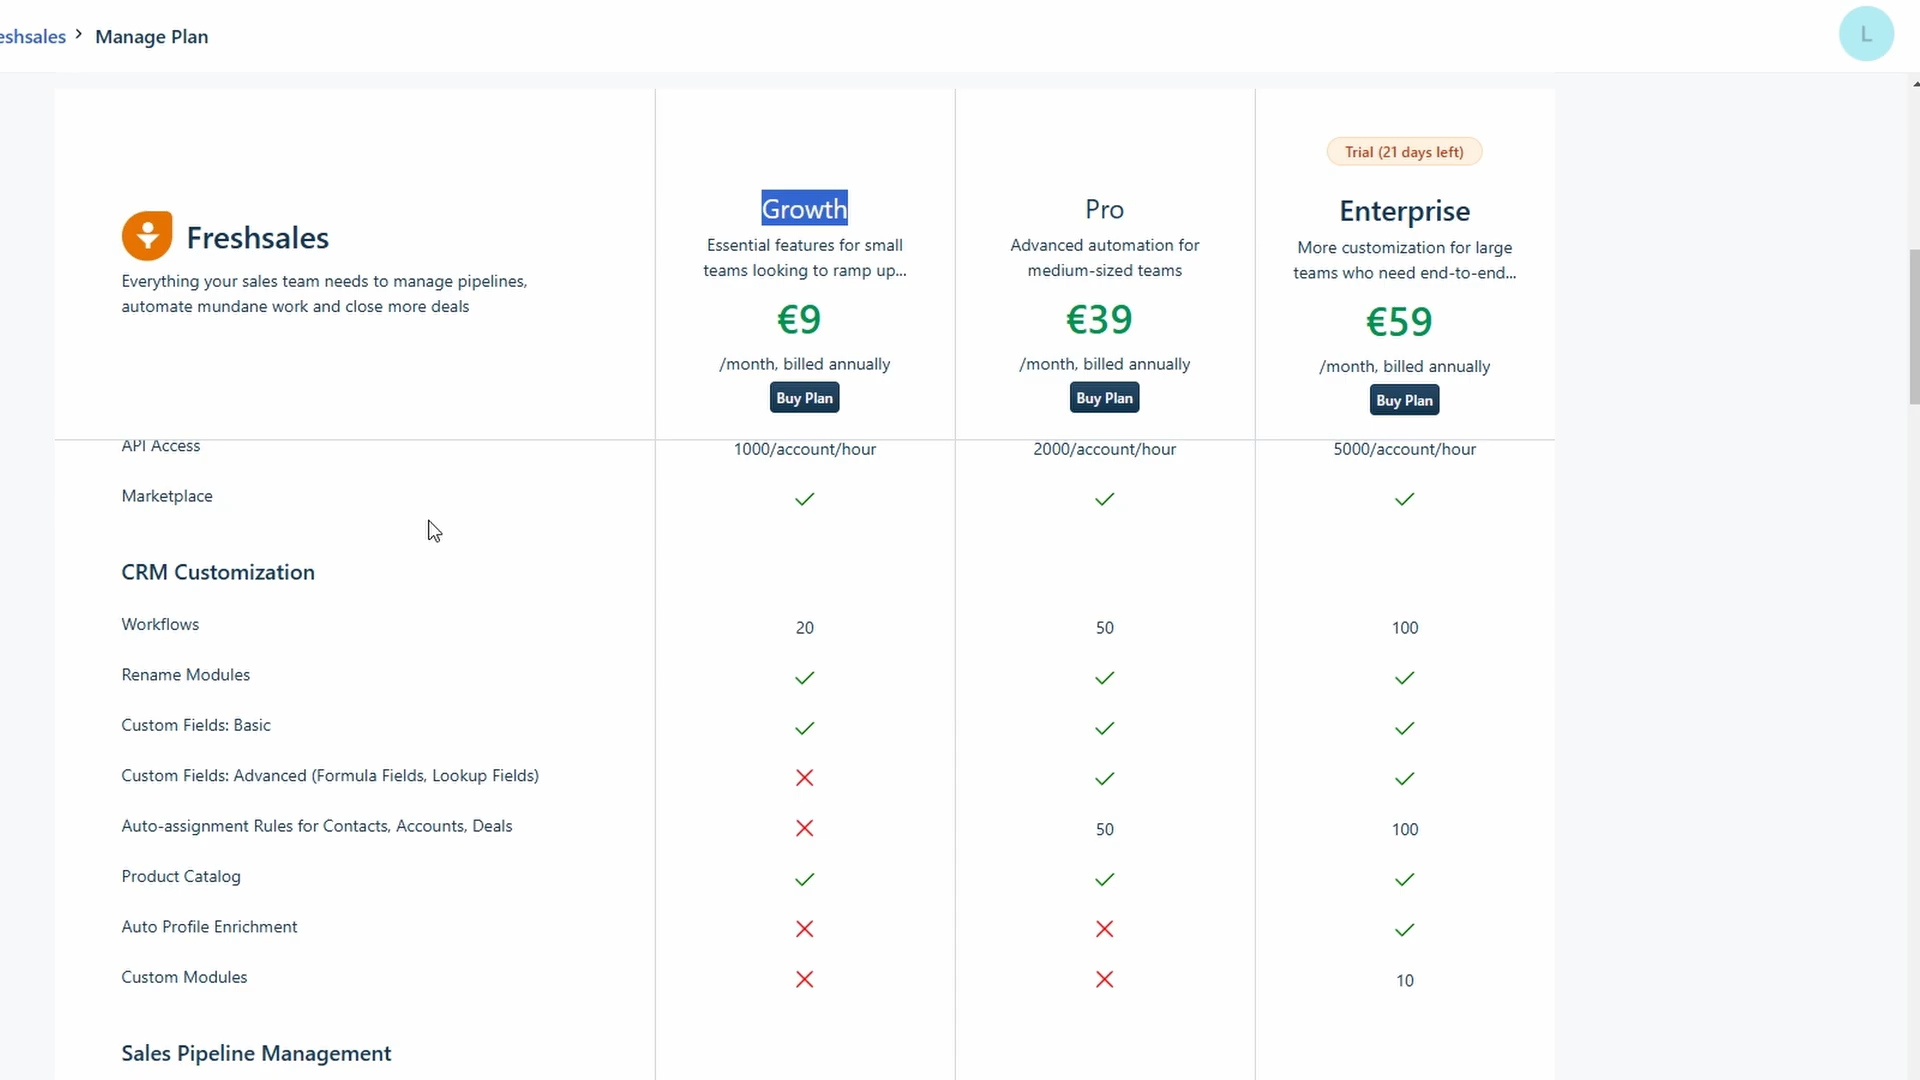 eshsales > Manage Plan
L
Trial (21 days left)
Freshsales
Everything your sales team needs to manage pipelines,
automate mundane work and close more deals
Growth
Essential features for small
teams looking to ramp up...
€9
/month, billed annually
Buy Plan
Pro
Advanced automation for
medium-sized teams
€39
/month, billed annually
Buy Plan
Enterprise
More customization for large
teams who need end-to-end...
€59
/month, billed annually
Buy Plan
API Access 1000/account/hour 2000/account/hour 5000/account/hour
Marketplace
CRM Customization
Workflows 20 50 100
Rename Modules
Custom Fields: Basic
Custom Fields: Advanced (Formula Fields, Lookup Fields)
Auto-assignment Rules for Contacts, Accounts, Deals 50 100
Product Catalog
Auto Profile Enrichment
Custom Modules 10
Sales Pipeline Management